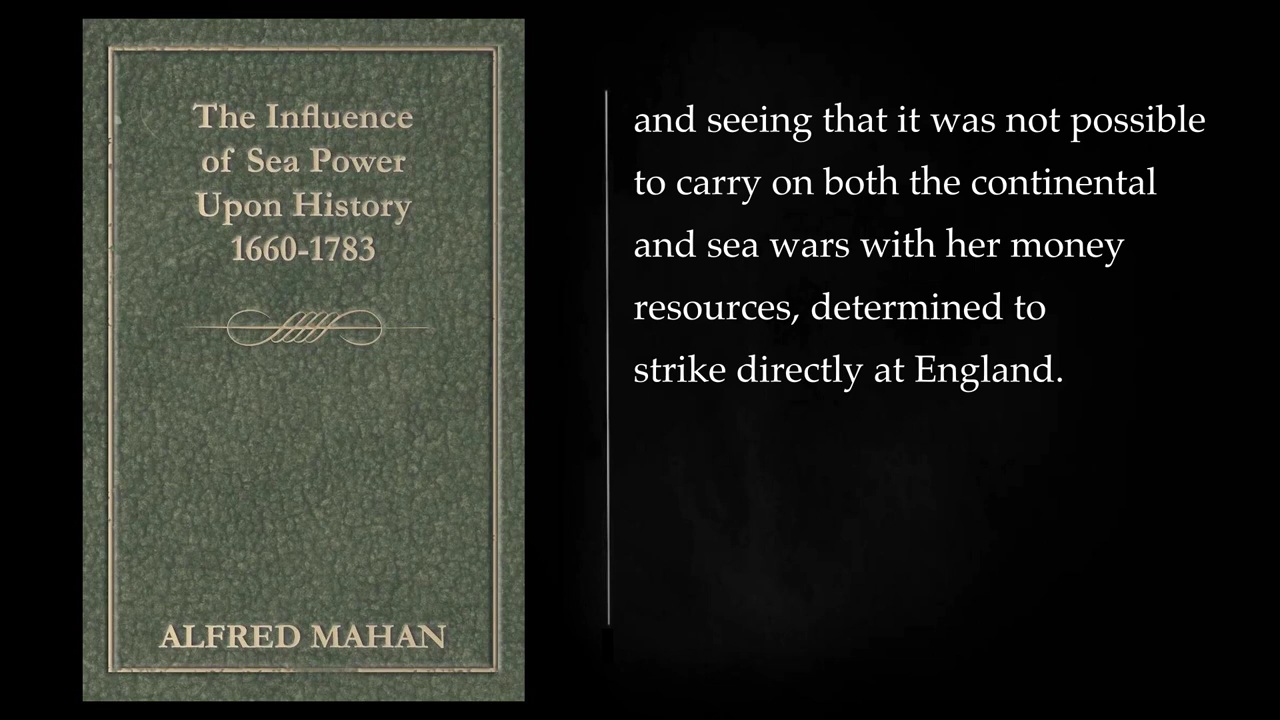 The Influence
of Sea Power
Upon History
1660-1783
ALFRED MAHAN
and seeing that it was not possible
to carry on both the continental
and sea wars with her money
resources, determined to
strike directly at England.